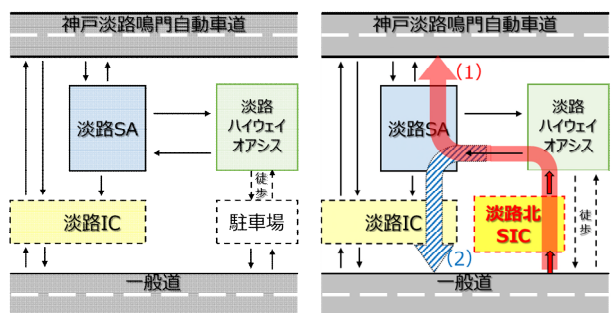 神戸淡路鳴門自動車道
淡路SA
淡路
ハイウェイ
オアシス
徒歩
淡路IC
駐車場
一般道
神戸淡路鳴門自動車道
(1)
淡路SA
淡路
ハイウェイ
オアシス
淡路IC
淡路北
SIC
徒歩
(2)
一般道